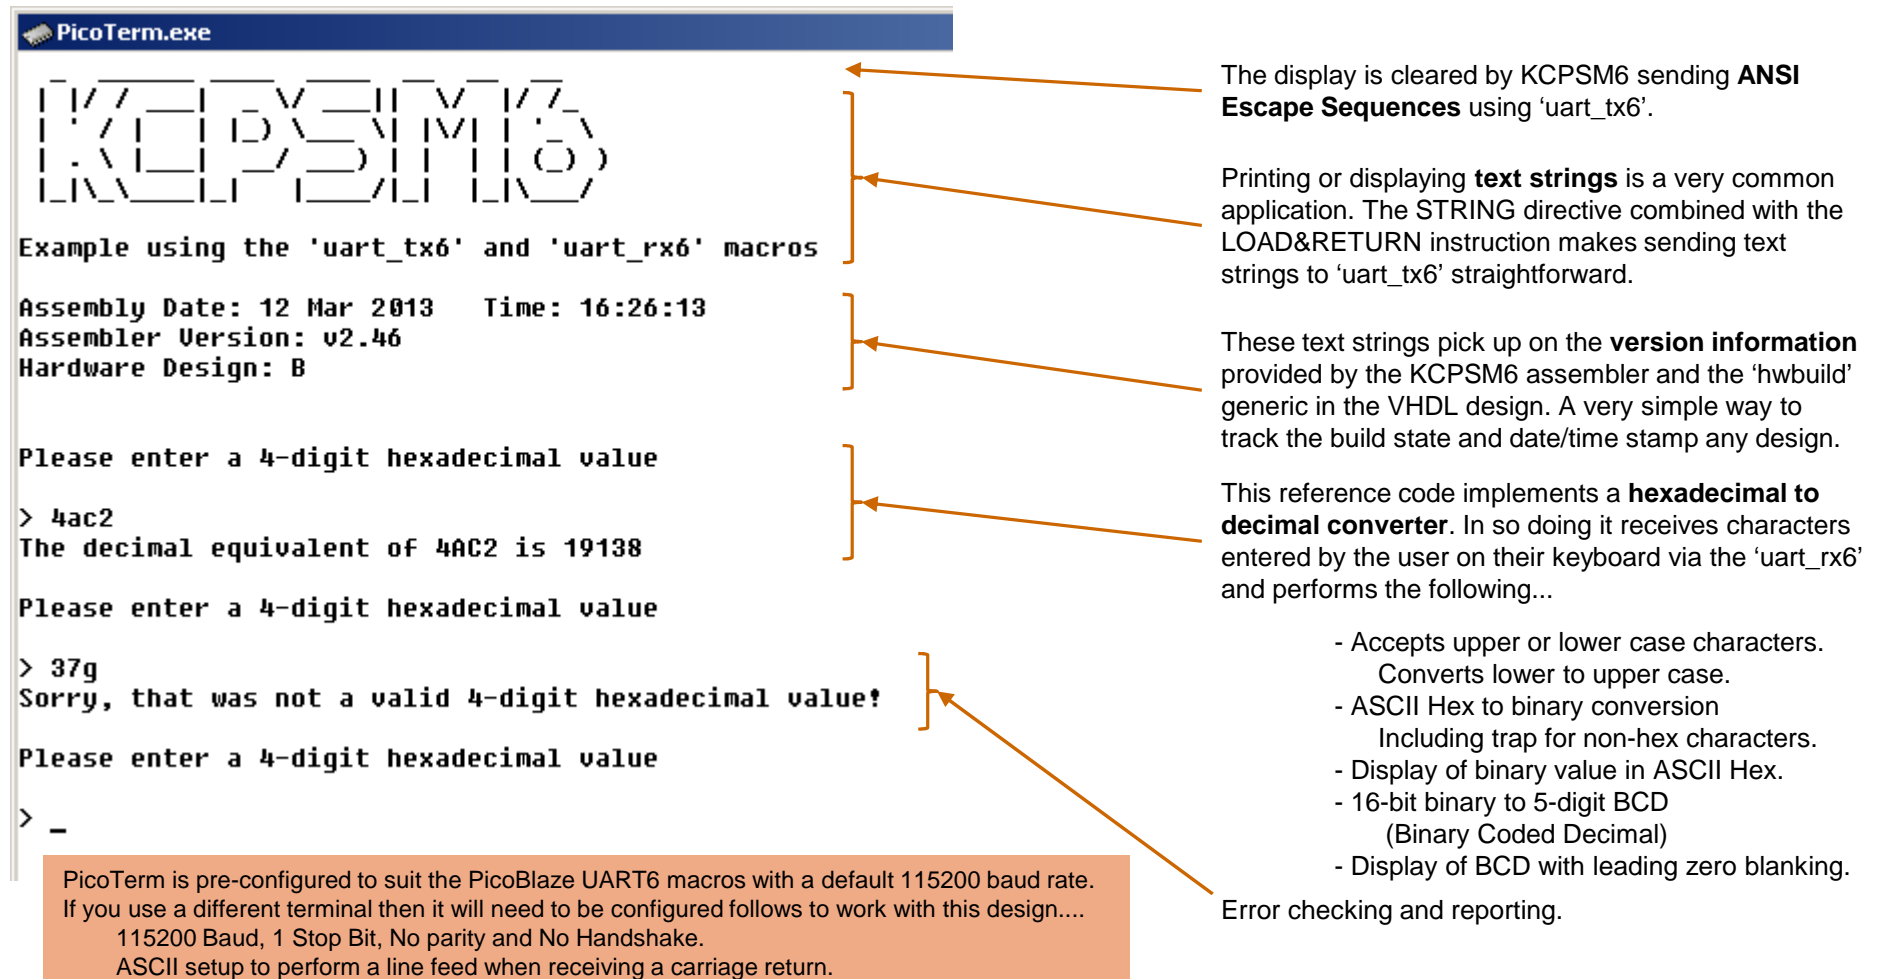 PicoTerm.exe
KCPSM6
Example using the 'uart_tx6' and 'uart_rx6' macros
Assembly Date: 12 Mar 2013   Time: 16:26:13
Assembler Version: v2.46
Hardware Design: B
Please enter a 4-digit hexadecimal value
> 4ac2
The decimal equivalent of 4AC2 is 19138
Please enter a 4-digit hexadecimal value
> 37g
Sorry, that was not a valid 4-digit hexadecimal value!
Please enter a 4-digit hexadecimal value
> _
The display is cleared by KCPSM6 sending ANSI
Escape Sequences using ‘uart_tx6’.
Printing or displaying text strings is a very common
application. The STRING directive combined with the
LOAD&RETURN instruction makes sending text
strings to ‘uart_tx6’ straightforward.
These text strings pick up on the version information
provided by the KCPSM6 assembler and the ‘hwbuild’
generic in the VHDL design. A very simple way to
track the build state and date/time stamp any design.
This reference code implements a hexadecimal to
decimal converter. In so doing it receives characters
entered by the user on their keyboard via the ‘uart_rx6’
and performs the following...
- Accepts upper or lower case characters.
Converts lower to upper case.
- ASCII Hex to binary conversion
Including trap for non-hex characters.
- Display of binary value in ASCII Hex.
- 16-bit binary to 5-digit BCD
(Binary Coded Decimal)
- Display of BCD with leading zero blanking.
Error checking and reporting.
PicoTerm is pre-configured to suit the PicoBlaze UART6 macros with a default 115200 baud rate.
If you use a different terminal then it will need to be configured follows to work with this design....
115200 Baud, 1 Stop Bit, No parity and No Handshake.
ASCII setup to perform a line feed when receiving a carriage return.